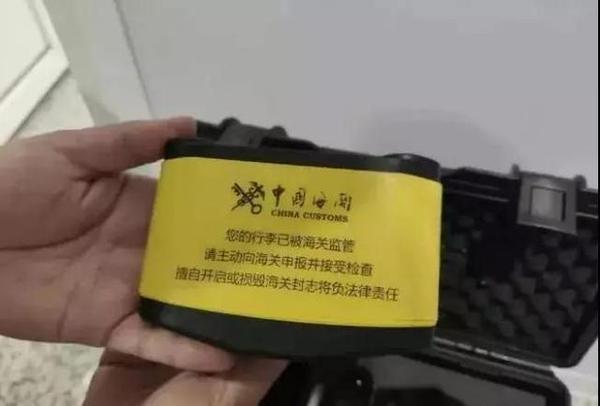 中国海关
CHINA CUSTOMS
您的行李已被海关监管
请主动向海关申报并接受检查
擅自开启或损毁海关封志将负法律责任